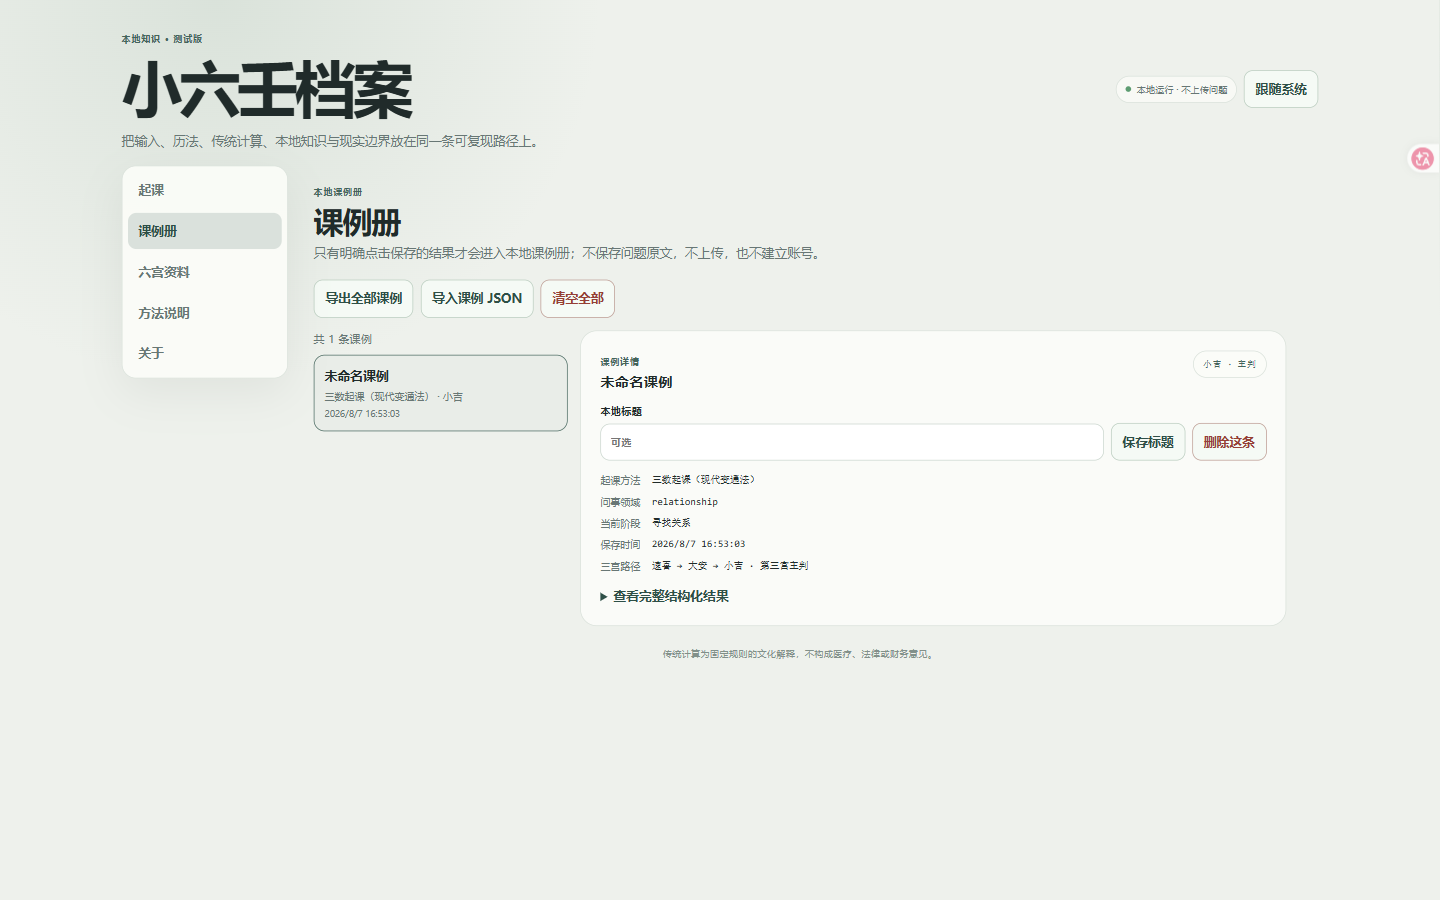 本地知识 • 测试版
小六壬档案
把输入、历法、传统计算、本地知识与现实边界放在同一条可复现路径上。
本地运行 · 不上传问题
跟随系统
起课
课例册
六宫资料
方法说明
关于
本地课例册
课例册
只有明确点击保存的结果才会进入本地课例册；不保存问题原文，不上传，也不建立账号。
导出全部课例
导入课例 JSON
清空全部
共 1 条课例
未命名课例
三数起课（现代变通法） · 小吉
2026/8/7 16:53:03
课例详情
未命名课例
小吉 · 主判
本地标题
可选
保存标题
删除这条
起课方法 三数起课（现代变通法）
问事领域 relationship
当前阶段 寻找关系
保存时间 2026/8/7 16:53:03
三宫路径 速喜 → 大安 → 小吉 · 第三宫主判
▶ 查看完整结构化结果
传统计算为固定规则的文化解释，不构成医疗、法律或财务意见。